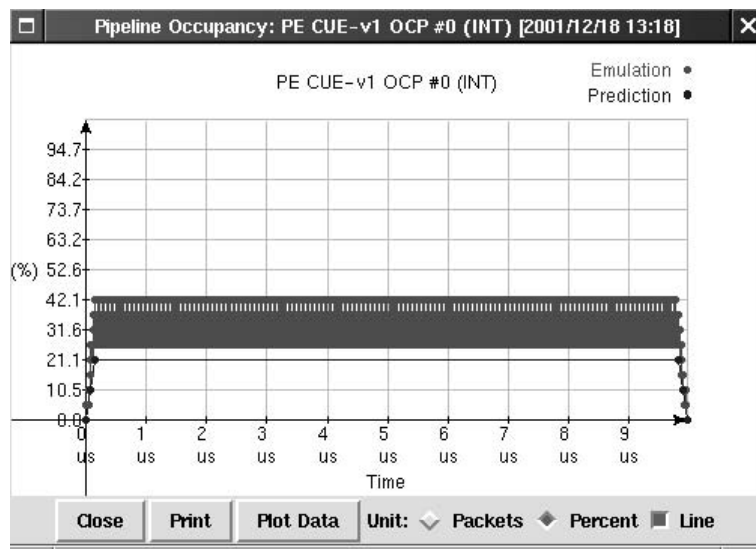 Pipeline Occupancy: PE CUE-v1 OCP #0 (INT) [2001/12/18 13:18]
PE CUE-v1 OCP #0 (INT)
Emulation
Prediction
94.7
84.2
73.7
63.2
(%) 52.6
42.1
31.6
21.1
10.5
0.0
0 1 2 3 4 5 6 7 8 9
us us us us us us us us us us
Time
Close Print Plot Data Unit: Packets Percent Line